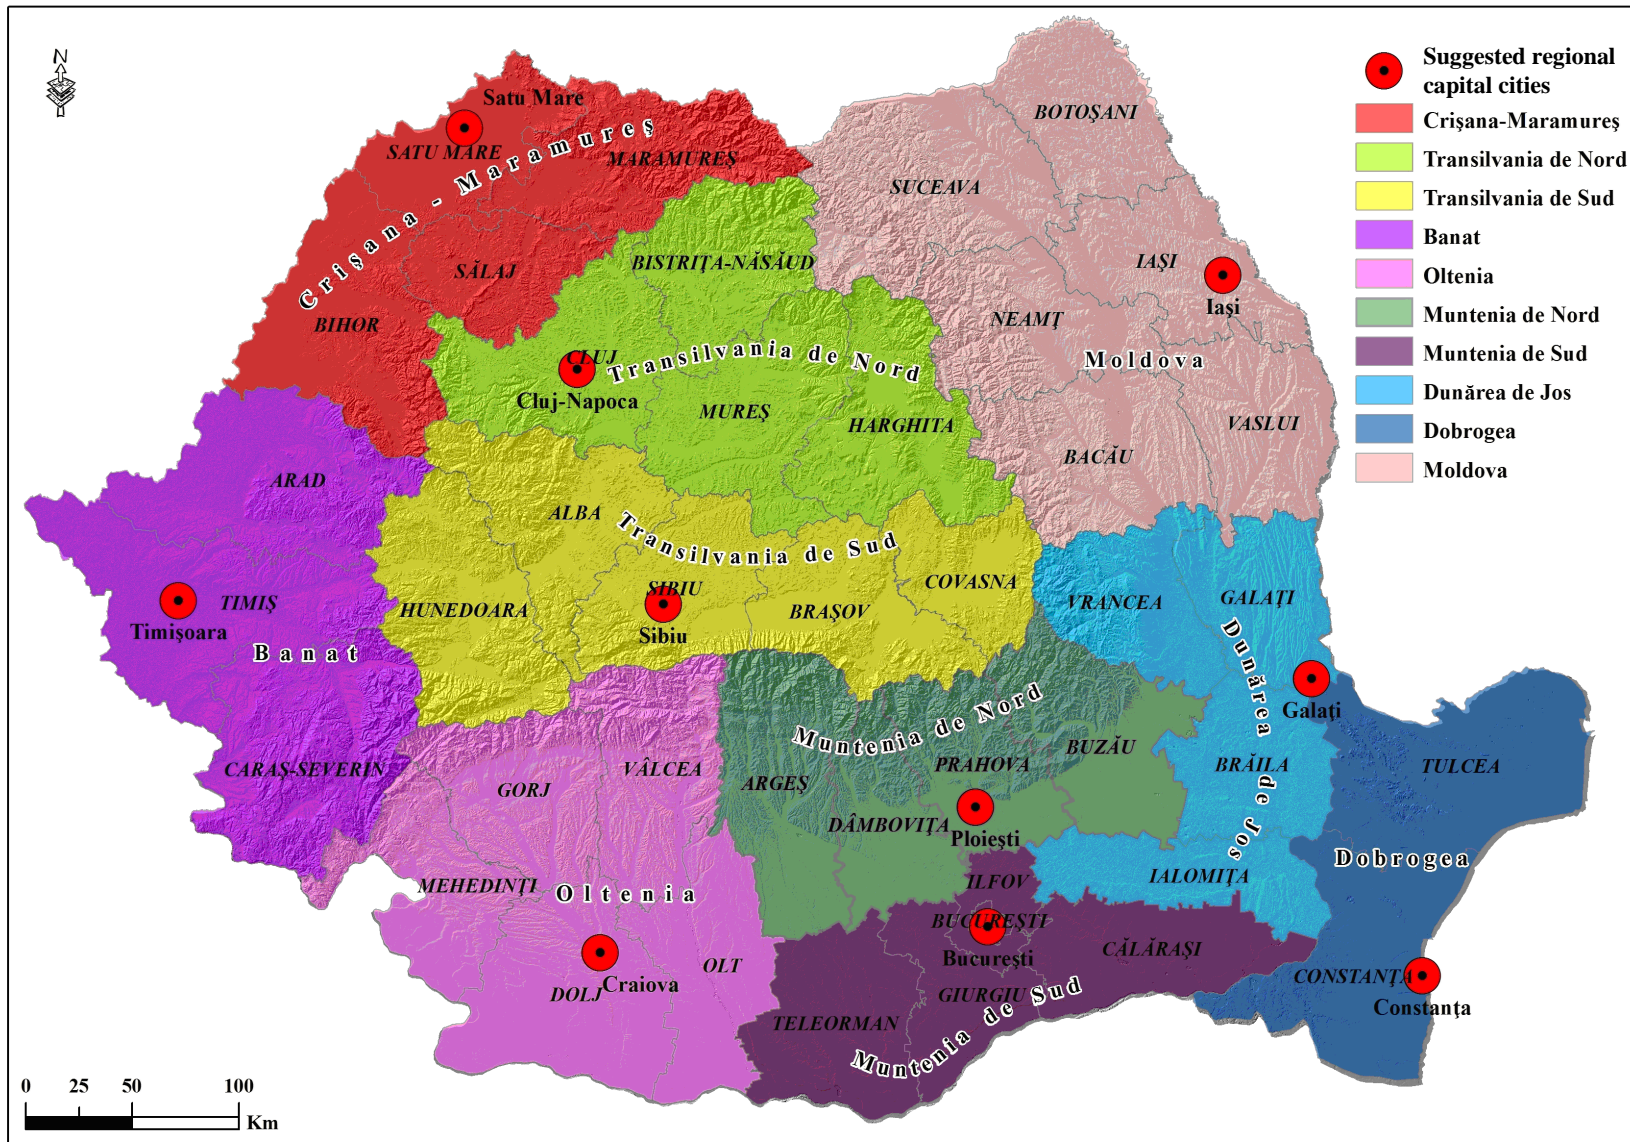 N
Suggested regional
capital cities
Crişana-Maramureş
Transilvania de Nord
Transilvania de Sud
Banat
Oltenia
Muntenia de Nord
Muntenia de Sud
Dunărea de Jos
Dobrogea
Moldova
Satu Mare
SATU MARE
MARAMUREŞ
Crişana - Maramureş
SĂLAJ
BIHOR
BOTOŞANI
SUCEAVA
IAŞI
Iaşi
NEAMŢ
Moldova
VASLUI
BACĂU
BISTRIŢA-NĂSĂUD
CLUJ
Transilvania de Nord
Cluj-Napoca
MUREŞ
HARGHITA
ARAD
TIMIŞ
Timişoara
Banat
CARAŞ-SEVERIN
ALBA
Transilvania de Sud
HUNEDOARA
SIBIU
Sibiu
BRAŞOV
COVASNA
VRANCEA
GALAŢI
Dunărea de Jos
Galaţi
BRĂILA
IALOMIŢA
TULCEA
Dobrogea
CONSTANŢA
Constanţa
Muntenia de Nord
BUZĂU
PRAHOVA
ARGEŞ
DÂMBOVIŢA
Ploieşti
GORJ
VÂLCEA
MEHEDINŢI
Oltenia
OLT
DOLJ
Craiova
ILFOV
BUCUREŞTI
Bucureşti
CĂLĂRAŞI
GIURGIU
TELEORMAN
Muntenia de Sud
0 25 50 100
Km